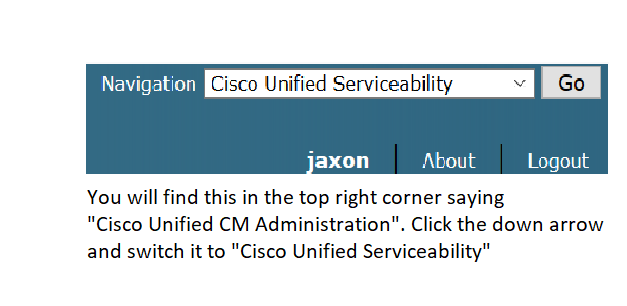 Navigation Cisco Unified Serviceability Go
jaxon About Logout
You will find this in the top right corner saying
"Cisco Unified CM Administration". Click the down arrow
and switch it to "Cisco Unified Serviceability"